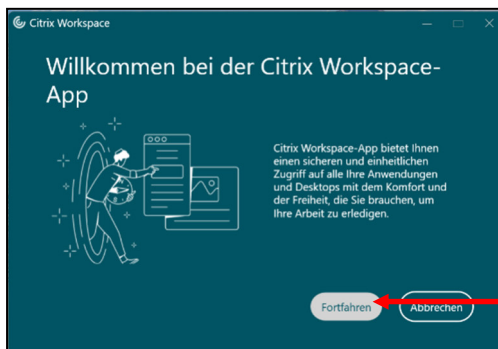 Citrix Workspace
Willkommen bei der Citrix Workspace-
App
Citrix Workspace-App bietet Ihnen
einen sicheren und einheitlichen
Zugriff auf alle Ihre Anwendungen
und Desktops mit dem Komfort und
der Freiheit, die Sie brauchen, um
Ihre Arbeit zu erledigen.
Fortfahren
Abbrechen